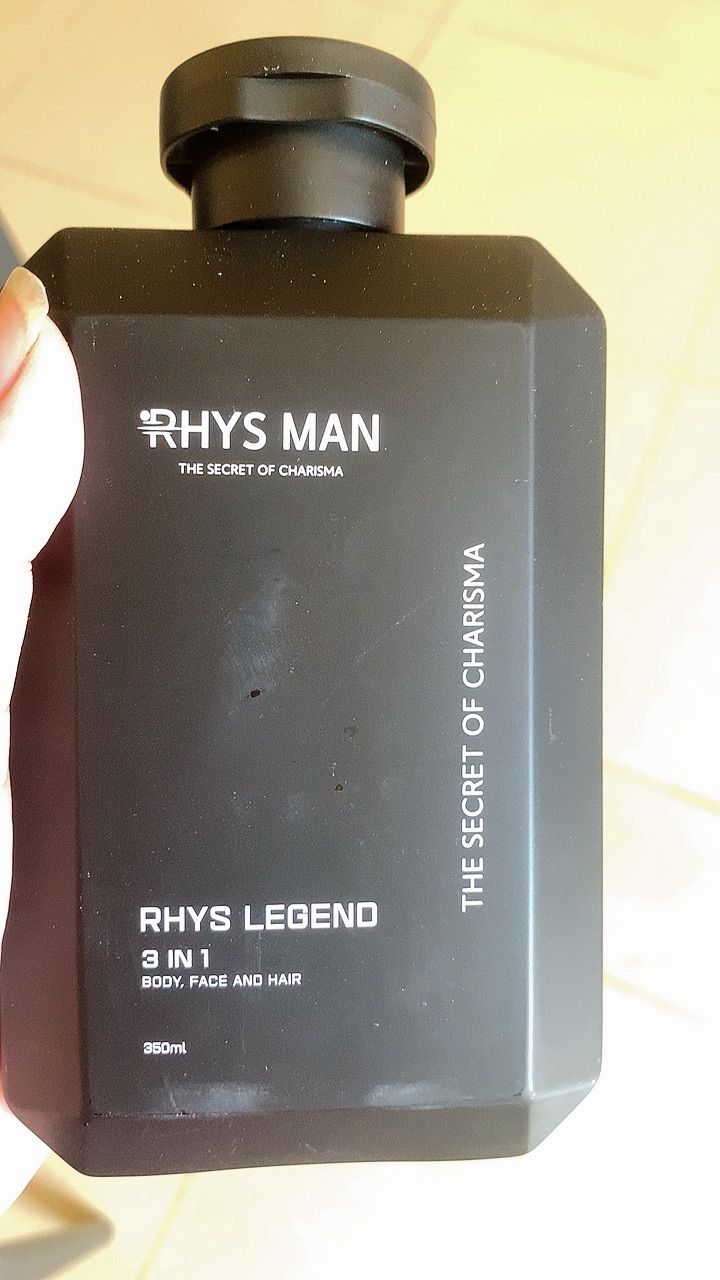 RHYS MAN
THE SECRET OF CHARISMA
THE SECRET OF CHARISMA
RHYS LEGEND
3 IN 1
BODY, FACE AND HAIR
350ml